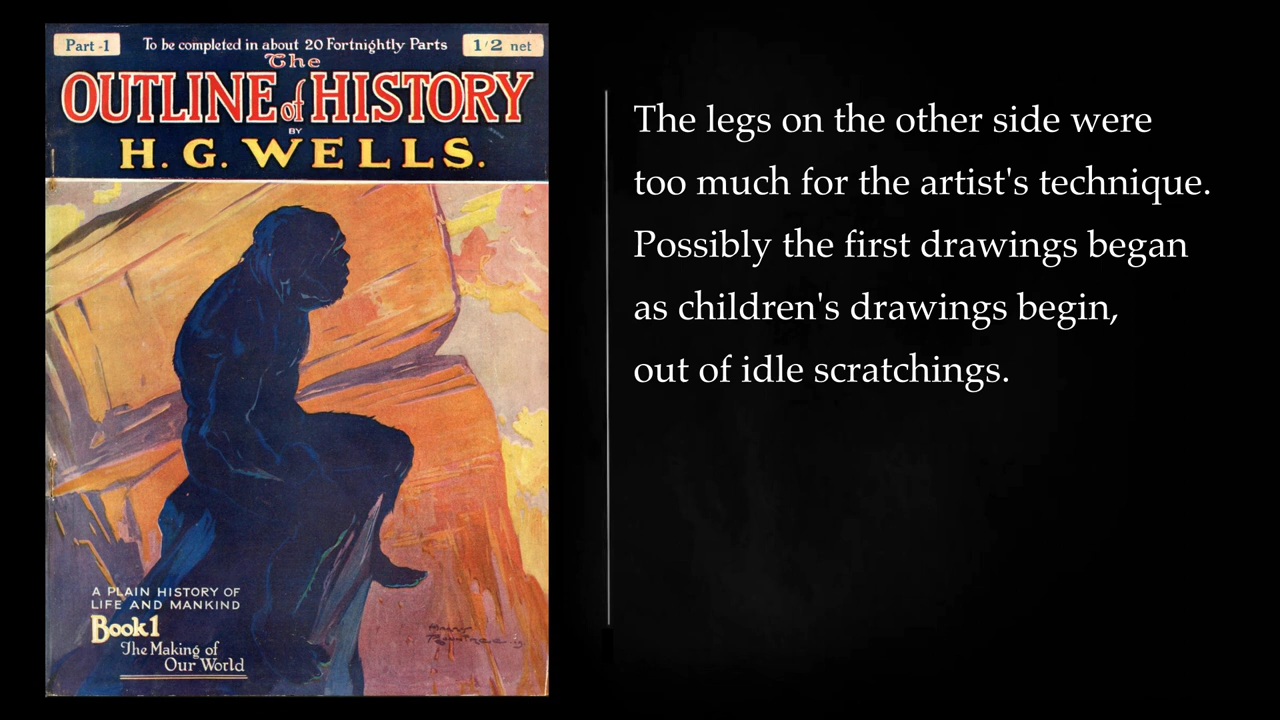 Part -1
To be completed in about 20 Fortnightly Parts
1/2 net
The
OUTLINE of HISTORY
BY
H. G. WELLS.
A PLAIN HISTORY OF
LIFE AND MANKIND
Book 1
The Making of
Our World
The legs on the other side were
too much for the artist's technique.
Possibly the first drawings began
as children's drawings begin,
out of idle scratchings.